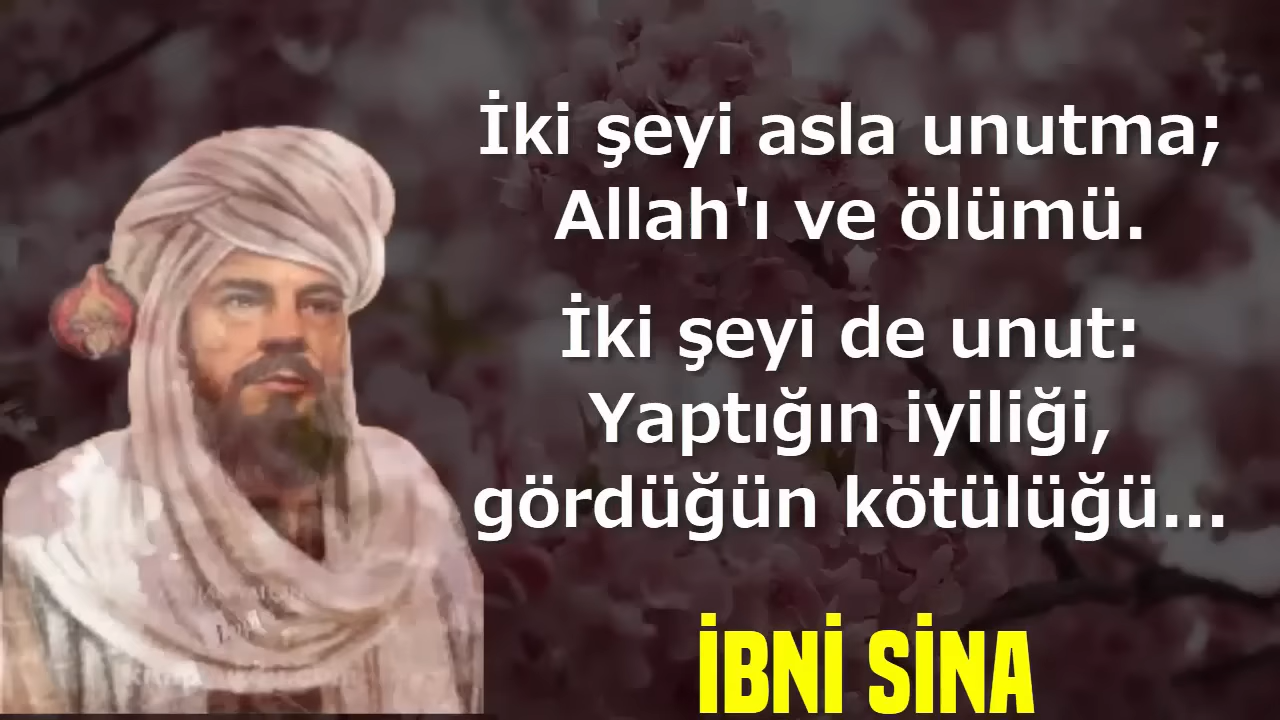 İki şeyi asla unutma;
Allah'ı ve ölümü.
İki şeyi de unut:
Yaptığın iyiliği,
gördüğün kötülüğü...
İBNİ SİNA